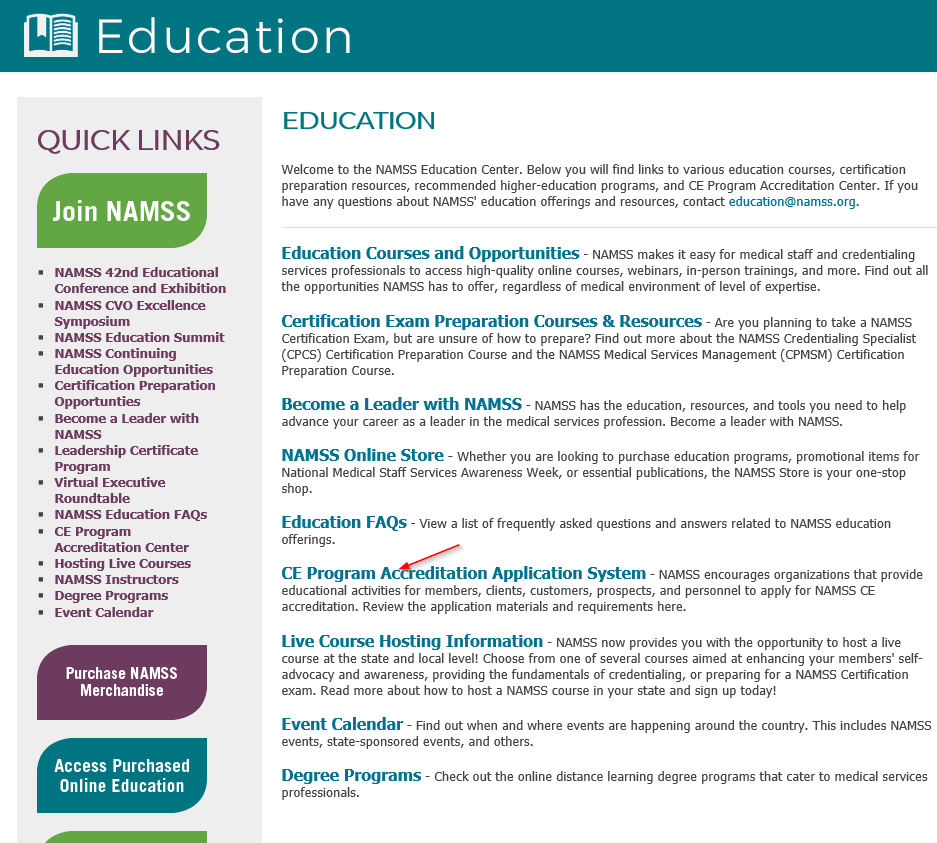 Education
QUICK LINKS
Join NAMSS
NAMSS 42nd Educational
Conference and Exhibition
NAMSS CVO Excellence
Symposium
NAMSS Education Summit
NAMSS Continuing
Education Opportunities
Certification Preparation
Opportunties
Become a Leader with
NAMSS
Leadership Certificate
Program
Virtual Executive
Roundtable
NAMSS Education FAQs
CE Program
Accreditation Center
Hosting Live Courses
NAMSS Instructors
Degree Programs
Event Calendar
Purchase NAMSS
Merchandise
Access Purchased
Online Education
EDUCATION
Welcome to the NAMSS Education Center. Below you will find links to various education courses, certification
preparation resources, recommended higher-education programs, and CE Program Accreditation Center. If you
have any questions about NAMSS' education offerings and resources, contact education@namss.org.
Education Courses and Opportunities - NAMSS makes it easy for medical staff and credentialing
services professionals to access high-quality online courses, webinars, in-person trainings, and more. Find out all
the opportunities NAMSS has to offer, regardless of medical environment of level of expertise.
Certification Exam Preparation Courses & Resources - Are you planning to take a NAMSS
Certification Exam, but are unsure of how to prepare? Find out more about the NAMSS Credentialing Specialist
(CPCS) Certification Preparation Course and the NAMSS Medical Services Management (CPMSM) Certification
Preparation Course.
Become a Leader with NAMSS - NAMSS has the education, resources, and tools you need to help
advance your career as a leader in the medical services profession. Become a leader with NAMSS.
NAMSS Online Store - Whether you are looking to purchase education programs, promotional items for
National Medical Staff Services Awareness Week, or essential publications, the NAMSS Store is your one-stop
shop.
Education FAQs - View a list of frequently asked questions and answers related to NAMSS education
offerings.
CE Program Accreditation Application System - NAMSS encourages organizations that provide
educational activities for members, clients, customers, prospects, and personnel to apply for NAMSS CE
accreditation. Review the application materials and requirements here.
Live Course Hosting Information - NAMSS now provides you with the opportunity to host a live
course at the state and local level! Choose from one of several courses aimed at enhancing your members' self-
advocacy and awareness, providing the fundamentals of credentialing, or preparing for a NAMSS Certification
exam. Read more about how to host a NAMSS course in your state and sign up today!
Event Calendar - Find out when and where events are happening around the country. This includes NAMSS
events, state-sponsored events, and others.
Degree Programs - Check out the online distance learning degree programs that cater to medical services
professionals.